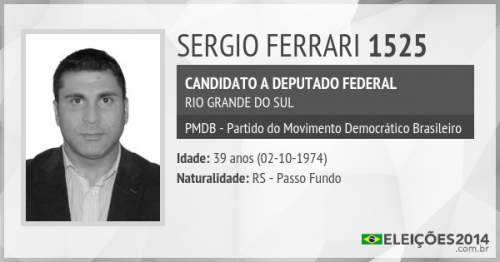 SERGIO FERRARI 1525
CANDIDATO A DEPUTADO FEDERAL
RIO GRANDE DO SUL
PMDB - Partido do Movimento Democrático Brasileiro
Idade: 39 anos (02-10-1974)
Naturalidade: RS - Passo Fundo
ELEIÇÕES2014
.com.br